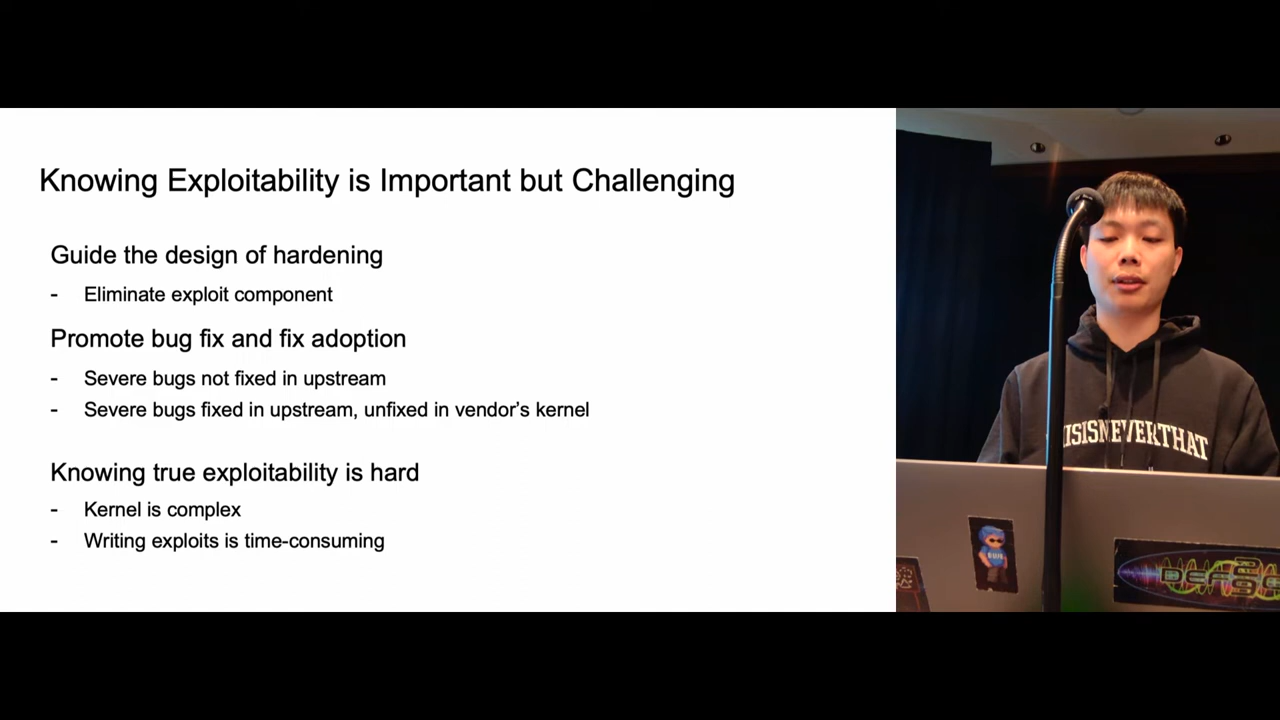 Knowing Exploitability is Important but Challenging
Guide the design of hardening
- Eliminate exploit component
Promote bug fix and fix adoption
- Severe bugs not fixed in upstream
- Severe bugs fixed in upstream, unfixed in vendor's kernel
Knowing true exploitability is hard
- Kernel is complex
- Writing exploits is time-consuming
ISISNEVERTHAT